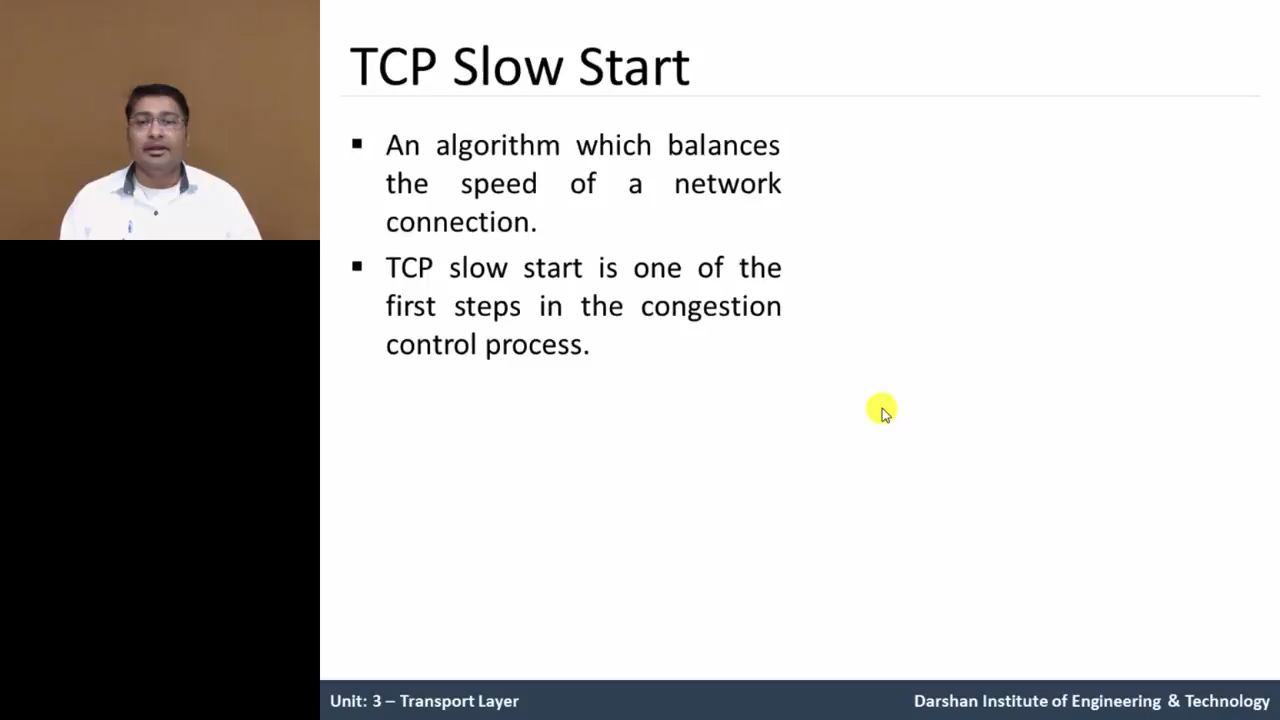 TCP Slow Start
▪ An algorithm which balances
the speed of a network
connection.
▪ TCP slow start is one of the
first steps in the congestion
control process.
Unit: 3 – Transport Layer
Darshan Institute of Engineering & Technology